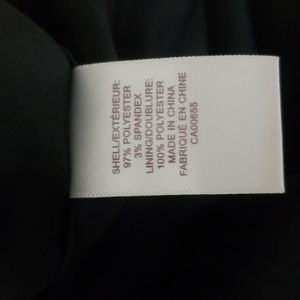 SHELL/EXTÉRIEUR:
97% POLYESTER
3% SPANDEX
LINING/DOUBLURE:
100% POLYESTER
MADE IN CHINA
FABRIQUÉ EN CHINE
CA00655